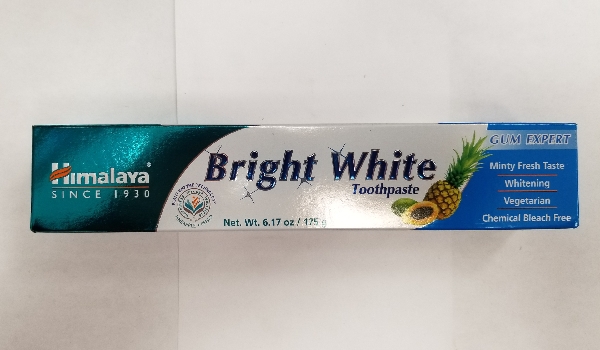 Himalaya®
SINCE 1930
Bright White
Toothpaste
Net. Wt. 6.17 oz / 175 g
GUM EXPERT
Minty Fresh Taste
Whitening
Vegetarian
Chemical Bleach Free